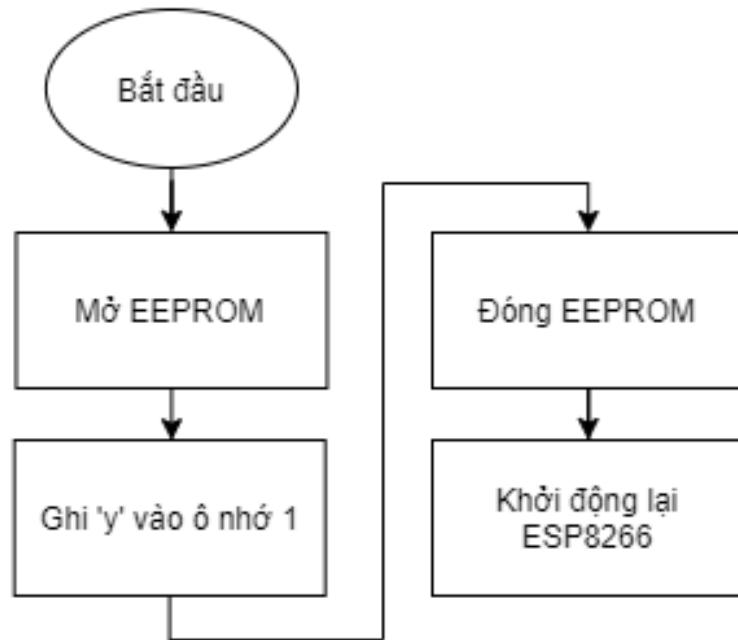 Bắt đầu
Mở EEPROM
Ghi 'y' vào ô nhớ 1
Đóng EEPROM
Khởi động lại
ESP8266